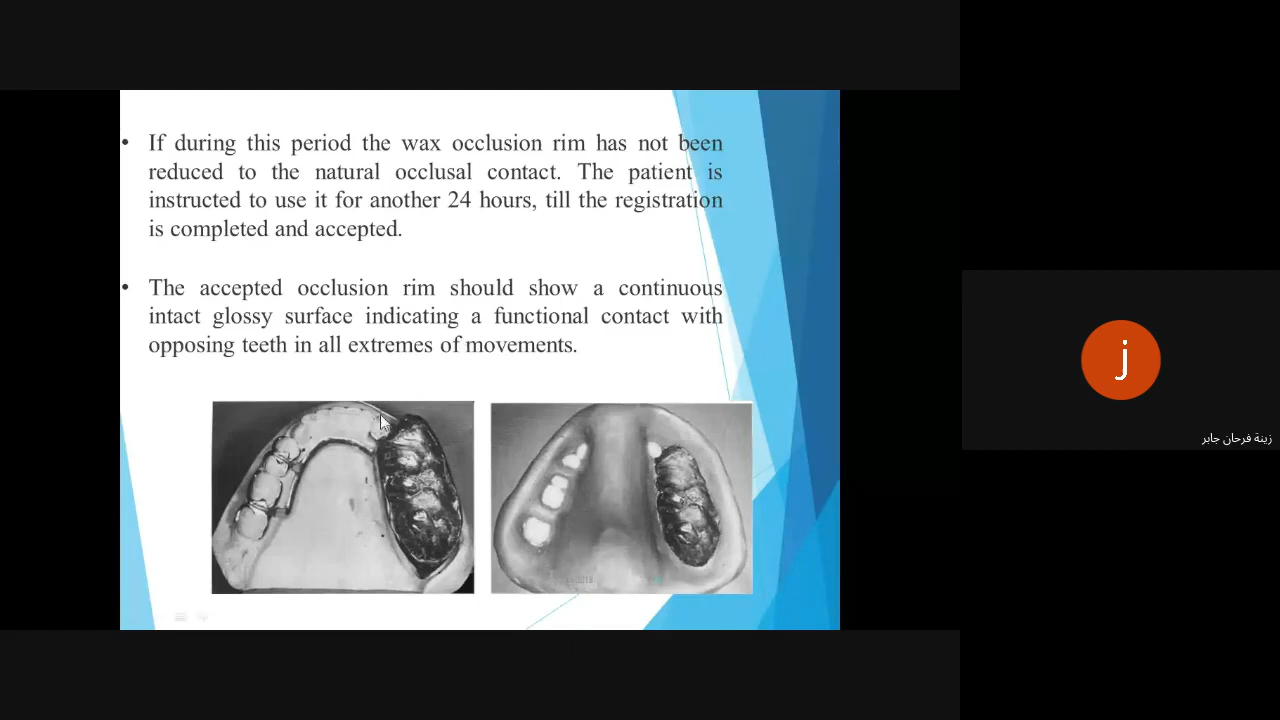 • If during this period the wax occlusion rim has not been
reduced to the natural occlusal contact. The patient is
instructed to use it for another 24 hours, till the registration
is completed and accepted.
• The accepted occlusion rim should show a continuous
intact glossy surface indicating a functional contact with
opposing teeth in all extremes of movements.
j
زينة فرحان جابر